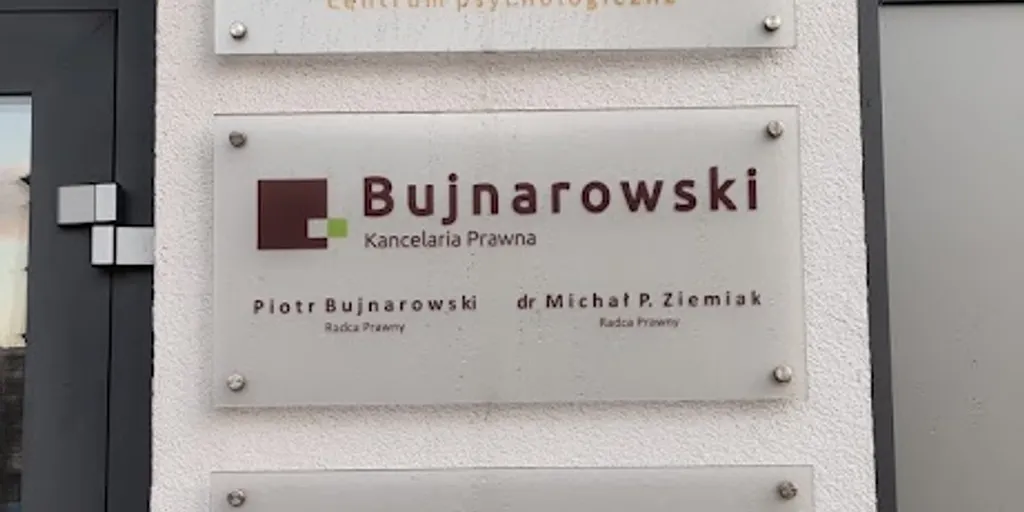 centrum psychologiczne
Bujnarowski
Kancelaria Prawna
Piotr Bujnarowski
Radca Prawny
dr Michał P. Ziemiak
Radca Prawny